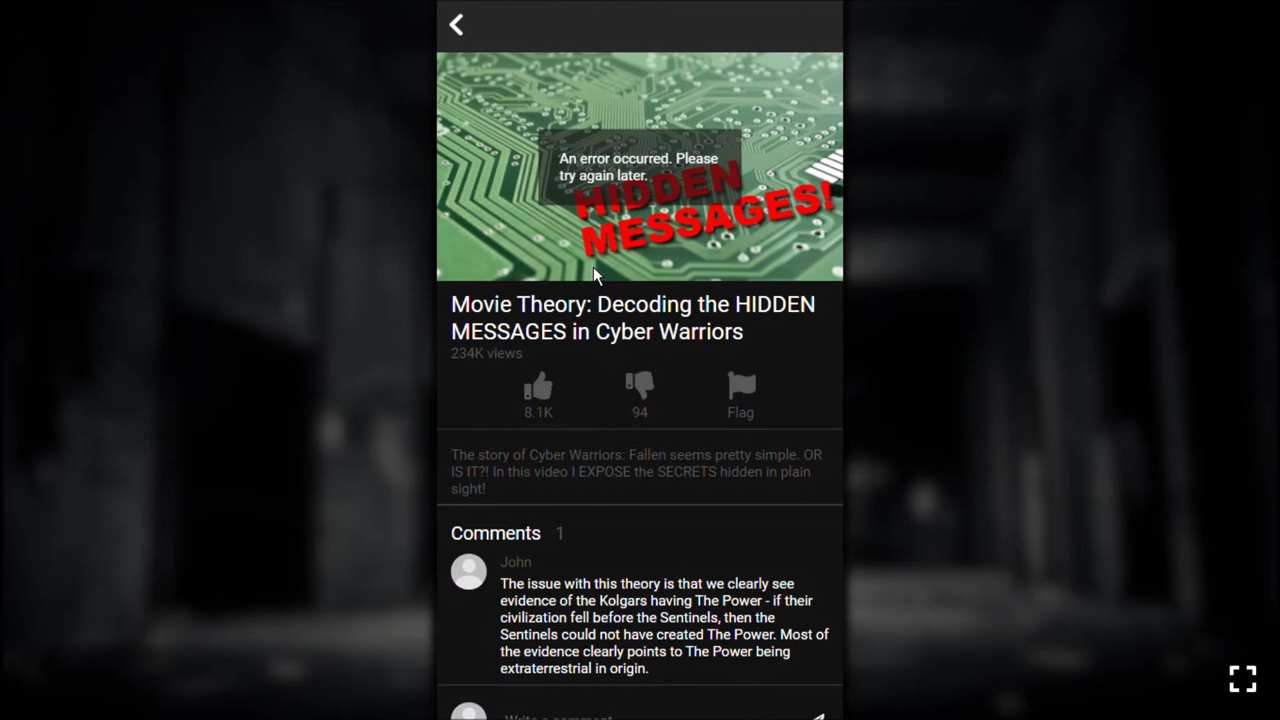 An error occurred. Please
try again later.
HIDDEN
MESSAGES!
Movie Theory: Decoding the HIDDEN
MESSAGES in Cyber Warriors
234K views
8.1K
94
Flag
The story of Cyber Warriors: Fallen seems pretty simple. OR
IS IT?! In this video I EXPOSE the SECRETS hidden in plain
sight!
Comments 1
John
The issue with this theory is that we clearly see
evidence of the Kolgars having The Power - if their
civilization fell before the Sentinels, then the
Sentinels could not have created The Power. Most of
the evidence clearly points to The Power being
extraterrestrial in origin.
Write a comment